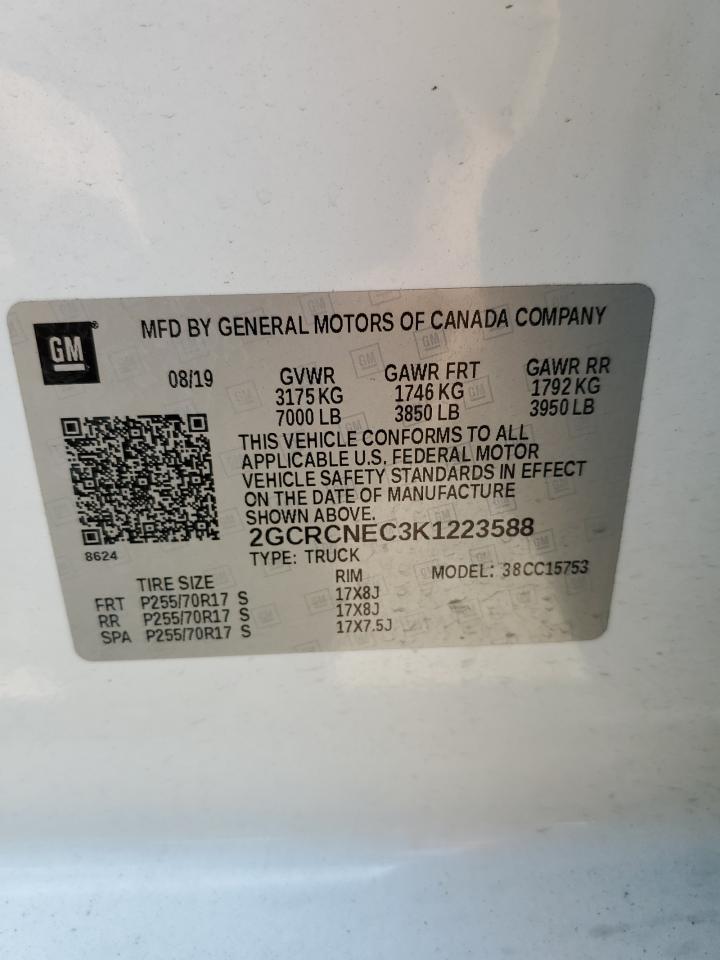 GM
MFD BY GENERAL MOTORS OF CANADA COMPANY
08/19 GVWR GAWR FRT GAWR RR
3175 KG 1746 KG 1792 KG
7000 LB 3850 LB 3950 LB
THIS VEHICLE CONFORMS TO ALL
APPLICABLE U.S. FEDERAL MOTOR
VEHICLE SAFETY STANDARDS IN EFFECT
ON THE DATE OF MANUFACTURE
SHOWN ABOVE.
2GCRCNEC3K1223588
8624
TYPE: TRUCK MODEL: 38CC15753
TIRE SIZE RIM
FRT P255/70R17 S 17X8J
RR P255/70R17 S 17X8J
SPA P255/70R17 S 17X7.5J